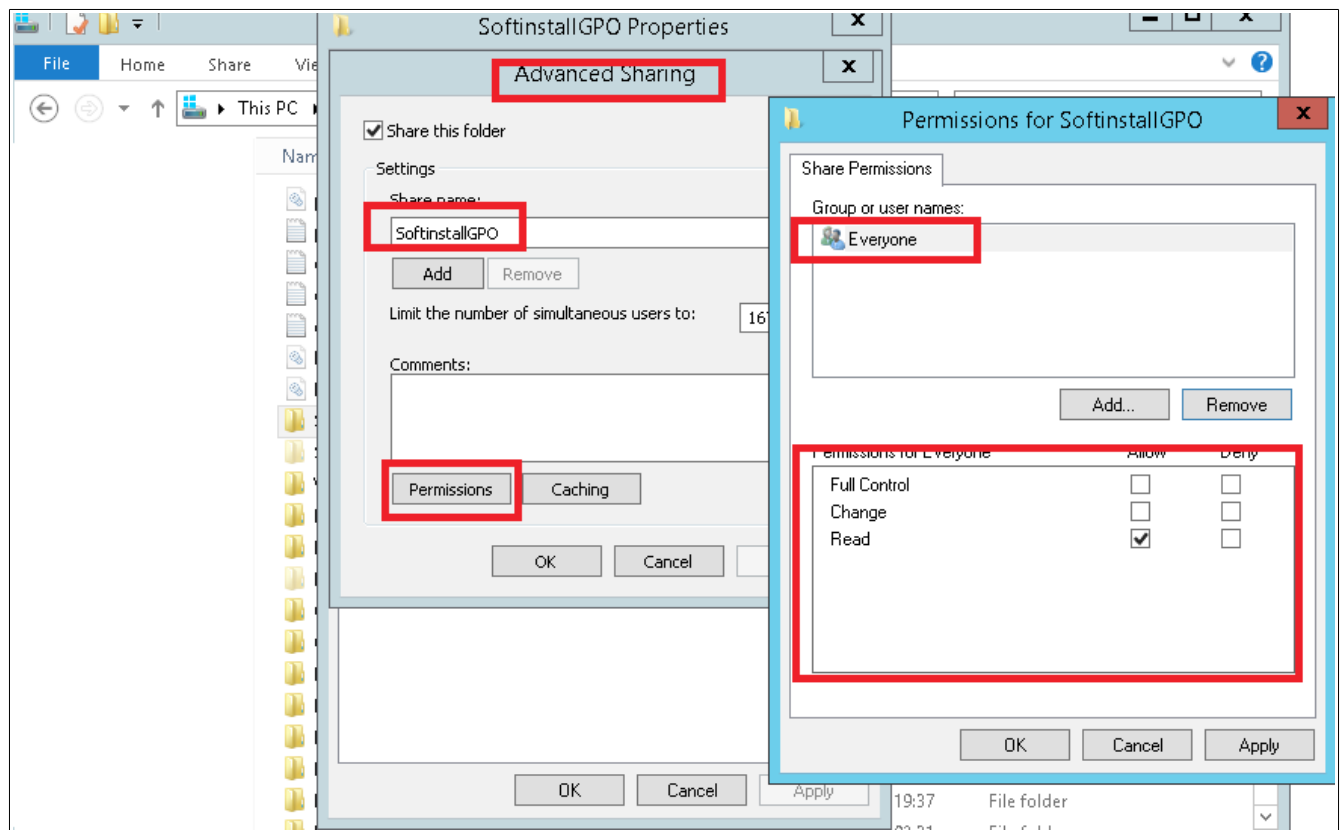 SoftinstallGPO Properties
x
x
File Home Share
Advanced Sharing
x
This PC
Permissions for SoftinstallGPO
x
Share this folder
Settings
Share Permissions
Share name:
Group or user names:
SoftinstallGPO
Everyone
Add Remove
Limit the number of simultaneous users to:
Comments:
Add... Remove
Permissions for Everyone Allow Deny
Permissions Caching
Full Control
Change
Read
OK Cancel
OK Cancel Apply
OK Cancel Apply
19:37 File folder